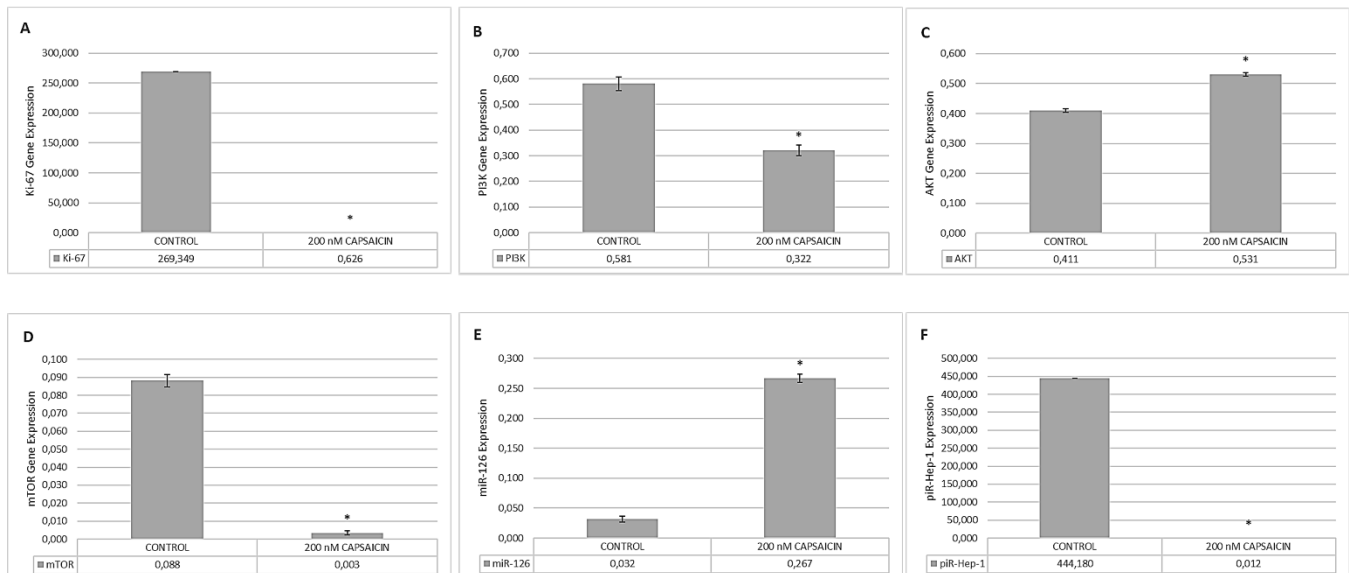 A
Ki-67 Gene Expression
300,000
250,000
200,000
150,000
100,000
50,000
0,000
*
CONTROL 200 nM CAPSAICIN
Ki-67 269,349 0,626
B
PI3K Gene Expression
0,700
0,600
0,500
0,400
0,300
0,200
0,100
0,000
*
CONTROL 200 nM CAPSAICIN
PI3K 0,581 0,322
C
AKT Gene Expression
0,600
0,500
0,400
0,300
0,200
0,100
0,000
*
CONTROL 200 nM CAPSAICIN
AKT 0,411 0,531
D
mTOR Gene Expression
0,100
0,090
0,080
0,070
0,060
0,050
0,040
0,030
0,020
0,010
0,000
*
CONTROL 200 nM CAPSAICIN
mTOR 0,088 0,003
E
miR-126 Expression
0,300
0,250
0,200
0,150
0,100
0,050
0,000
*
CONTROL 200 nM CAPSAICIN
miR-126 0,032 0,267
F
piR-Hep-1 Expression
500,000
450,000
400,000
350,000
300,000
250,000
200,000
150,000
100,000
50,000
0,000
*
CONTROL 200 nM CAPSAICIN
piR-Hep-1 444,180 0,012